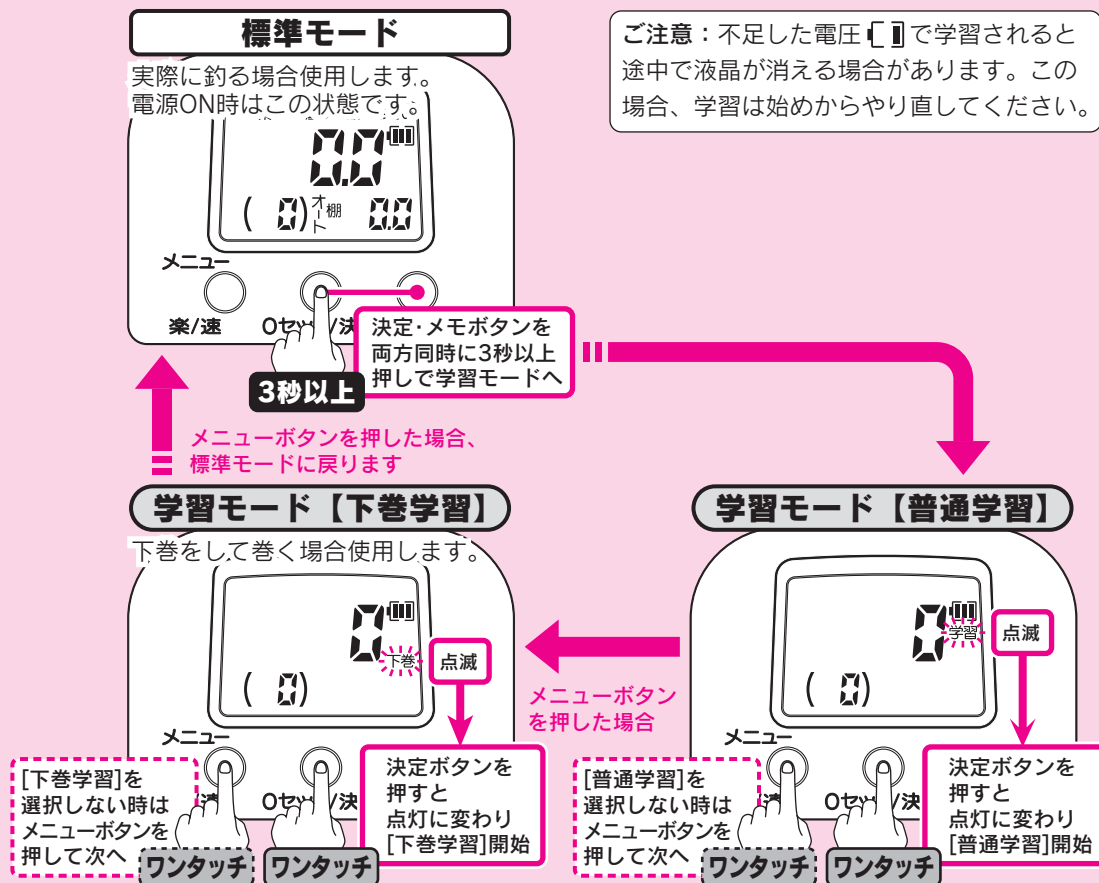 標準モード
実際に釣る場合使用します。
電源ON時はこの状態です。
0.0
( 0) オート 棚 0.0
メニュー
楽/速 0セット/決
決定・メモボタンを
両方同時に3秒以上
押しで学習モードへ
3秒以上
ご注意：不足した電圧で学習されると
途中で液晶が消える場合があります。この
場合、学習は始めからやり直してください。
メニューボタンを押した場合、
標準モードに戻ります
学習モード【下巻学習】
下巻をして巻く場合使用します。
0
下巻
点滅
( 0)
メニュー
速 0セ /決
[下巻学習]を
選択しない時は
メニューボタンを
押して次へ
ワンタッチ
ワンタッチ
決定ボタンを
押すと
点灯に変わり
[下巻学習]開始
メニューボタン
を押した場合
学習モード【普通学習】
0
学習
点滅
( 0)
メニュー
速 0セ /決
[普通学習]を
選択しない時は
メニューボタンを
押して次へ
ワンタッチ
ワンタッチ
決定ボタンを
押すと
点灯に変わり
[普通学習]開始